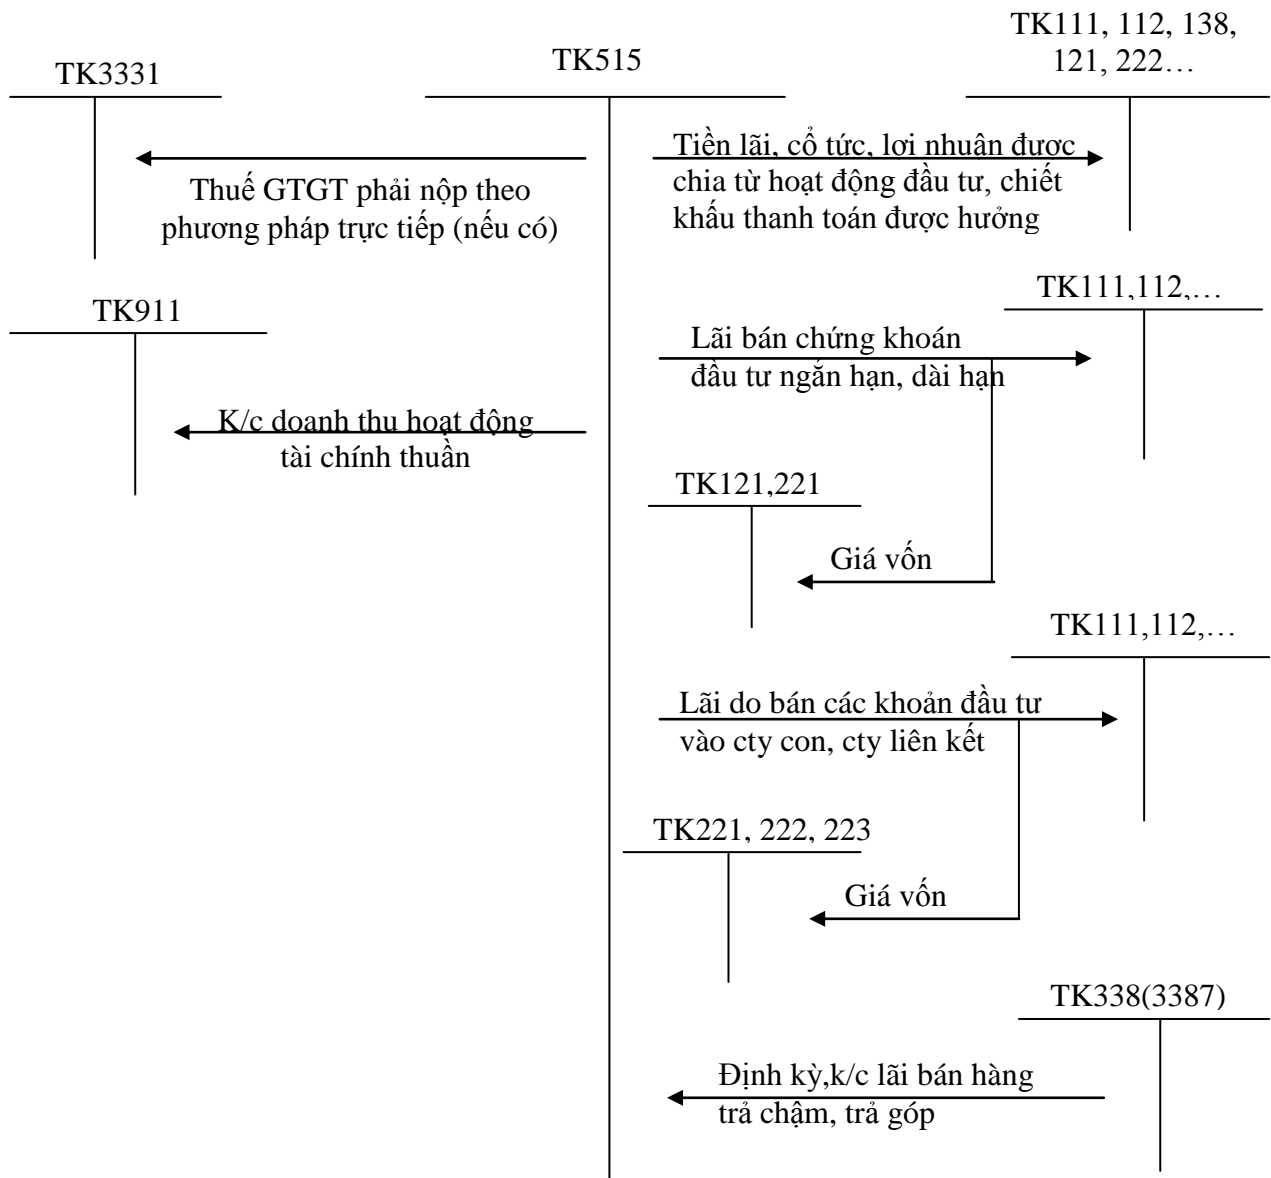 TK3331
TK515
TK111, 112, 138,
121, 222…
Thuế GTGT phải nộp theo
phương pháp trực tiếp (nếu có)
Tiền lãi, cổ tức, lợi nhuận được
chia từ hoạt động đầu tư, chiết
khấu thanh toán được hưởng
TK911
TK111,112,…
Lãi bán chứng khoán
đầu tư ngắn hạn, dài hạn
K/c doanh thu hoạt động
tài chính thuần
TK121,221
Giá vốn
TK111,112,…
Lãi do bán các khoản đầu tư
vào cty con, cty liên kết
TK221, 222, 223
Giá vốn
TK338(3387)
Định kỳ,k/c lãi bán hàng
trả chậm, trả góp